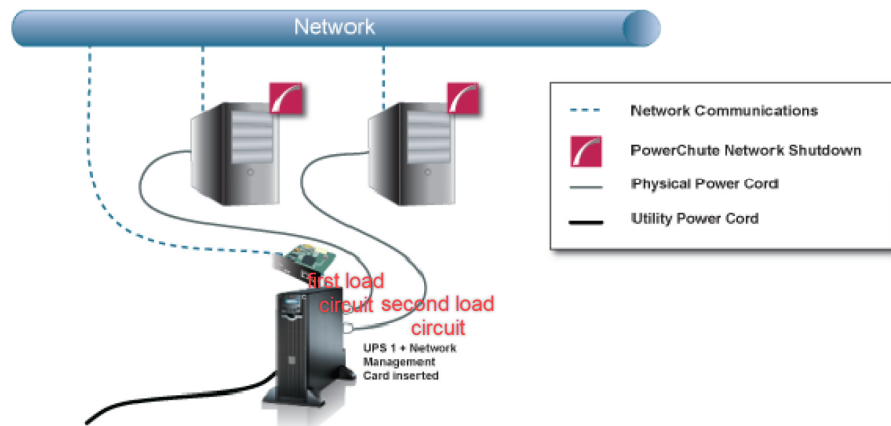 Network
Network Communications
PowerChute Network Shutdown
Physical Power Cord
Utility Power Cord
first load
circuit
second load
circuit
UPS 1 + Network
Management
Card inserted